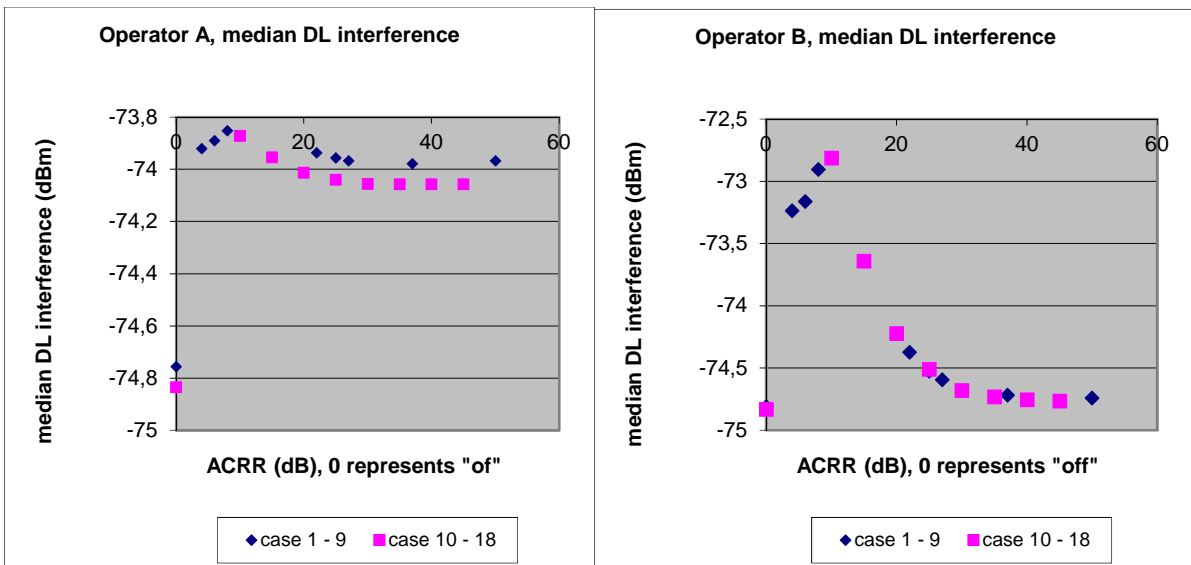 Operator A, median DL interference
median DL interference (dBm)
-73,8
-74
-74,2
-74,4
-74,6
-74,8
-75
0 20 40 60
ACRR (dB), 0 represents "of"
case 1 - 9 case 10 - 18
Operator B, median DL interference
median DL interference (dBm)
-72,5
-73
-73,5
-74
-74,5
-75
0 20 40 60
ACRR (dB), 0 represents "off"
case 1 - 9 case 10 - 18